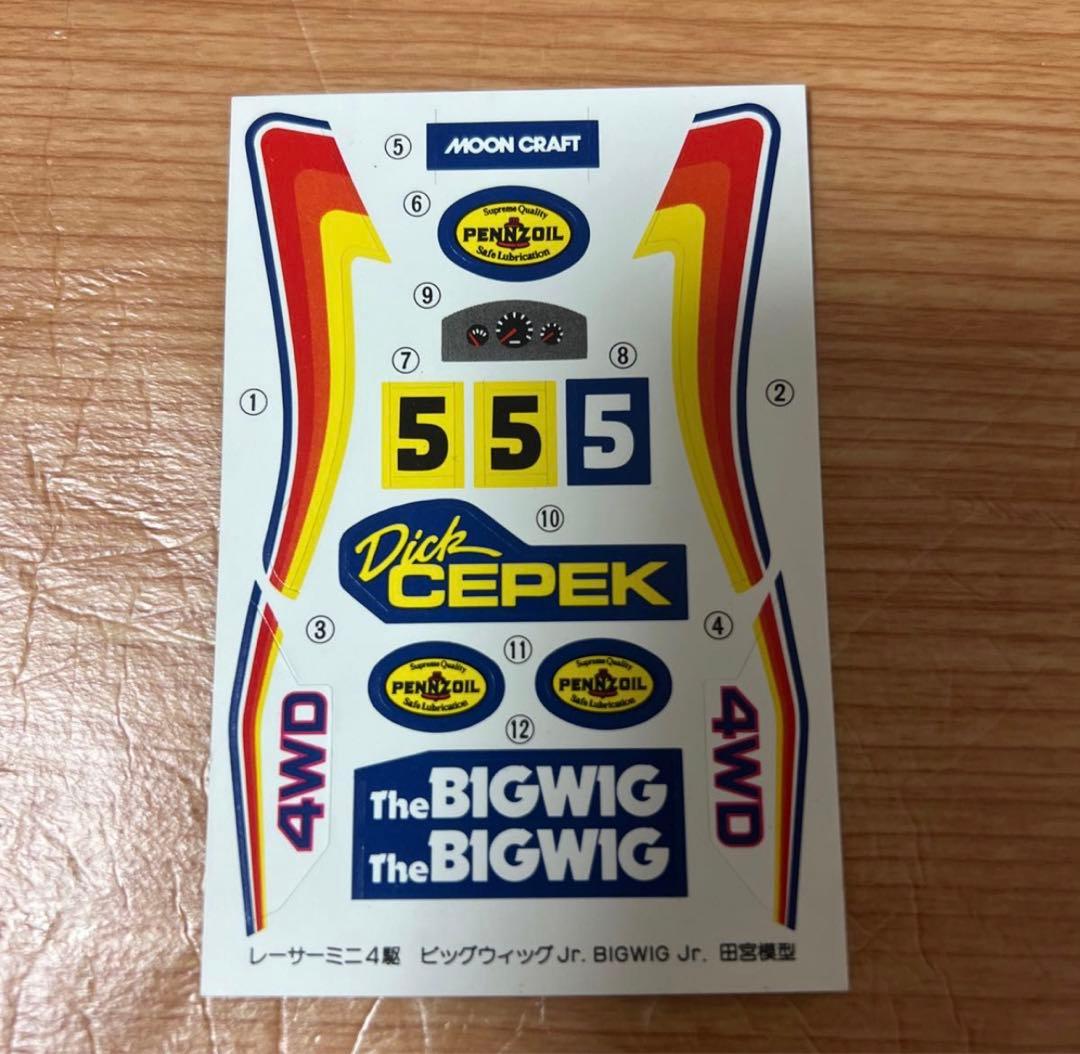 ⑤
MOON CRAFT
⑥
Supreme Quality
PENNZOIL
Safe Lubrication
⑨
⑦
⑧
①
②
5
5
5
⑩
Dick
CEPEK
③
④
⑪
Supreme Quality
PENNZOIL
Safe Lubrication
Supreme Quality
PENNZOIL
Safe Lubrication
4WD
4WD
⑫
The BIGWIG
The BIGWIG
レーサーミニ4駆 ビッグウィッグJr. BIGWIG Jr. 田宮模型